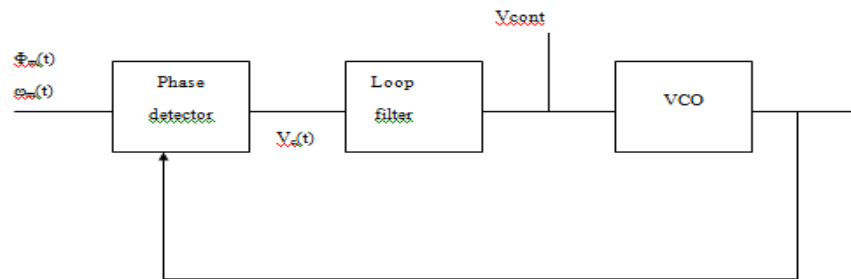 Vcont
Φin(t)
ωin(t)
Phase
detector
Loop
filter
VCO
Ve(t)